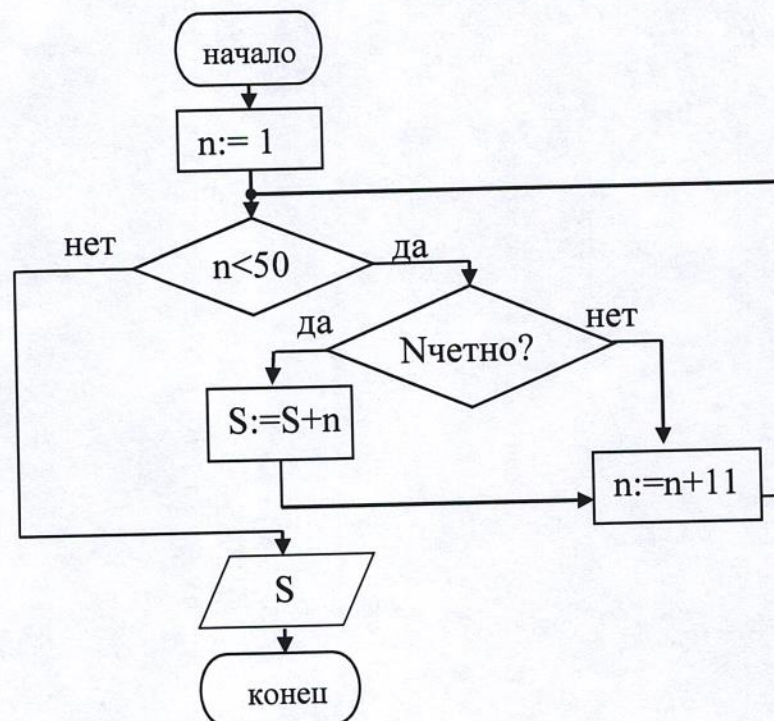 начало
n:= 1
нет
n<50
да
да
Nчетно?
нет
S:=S+n
n:=n+11
S
конец